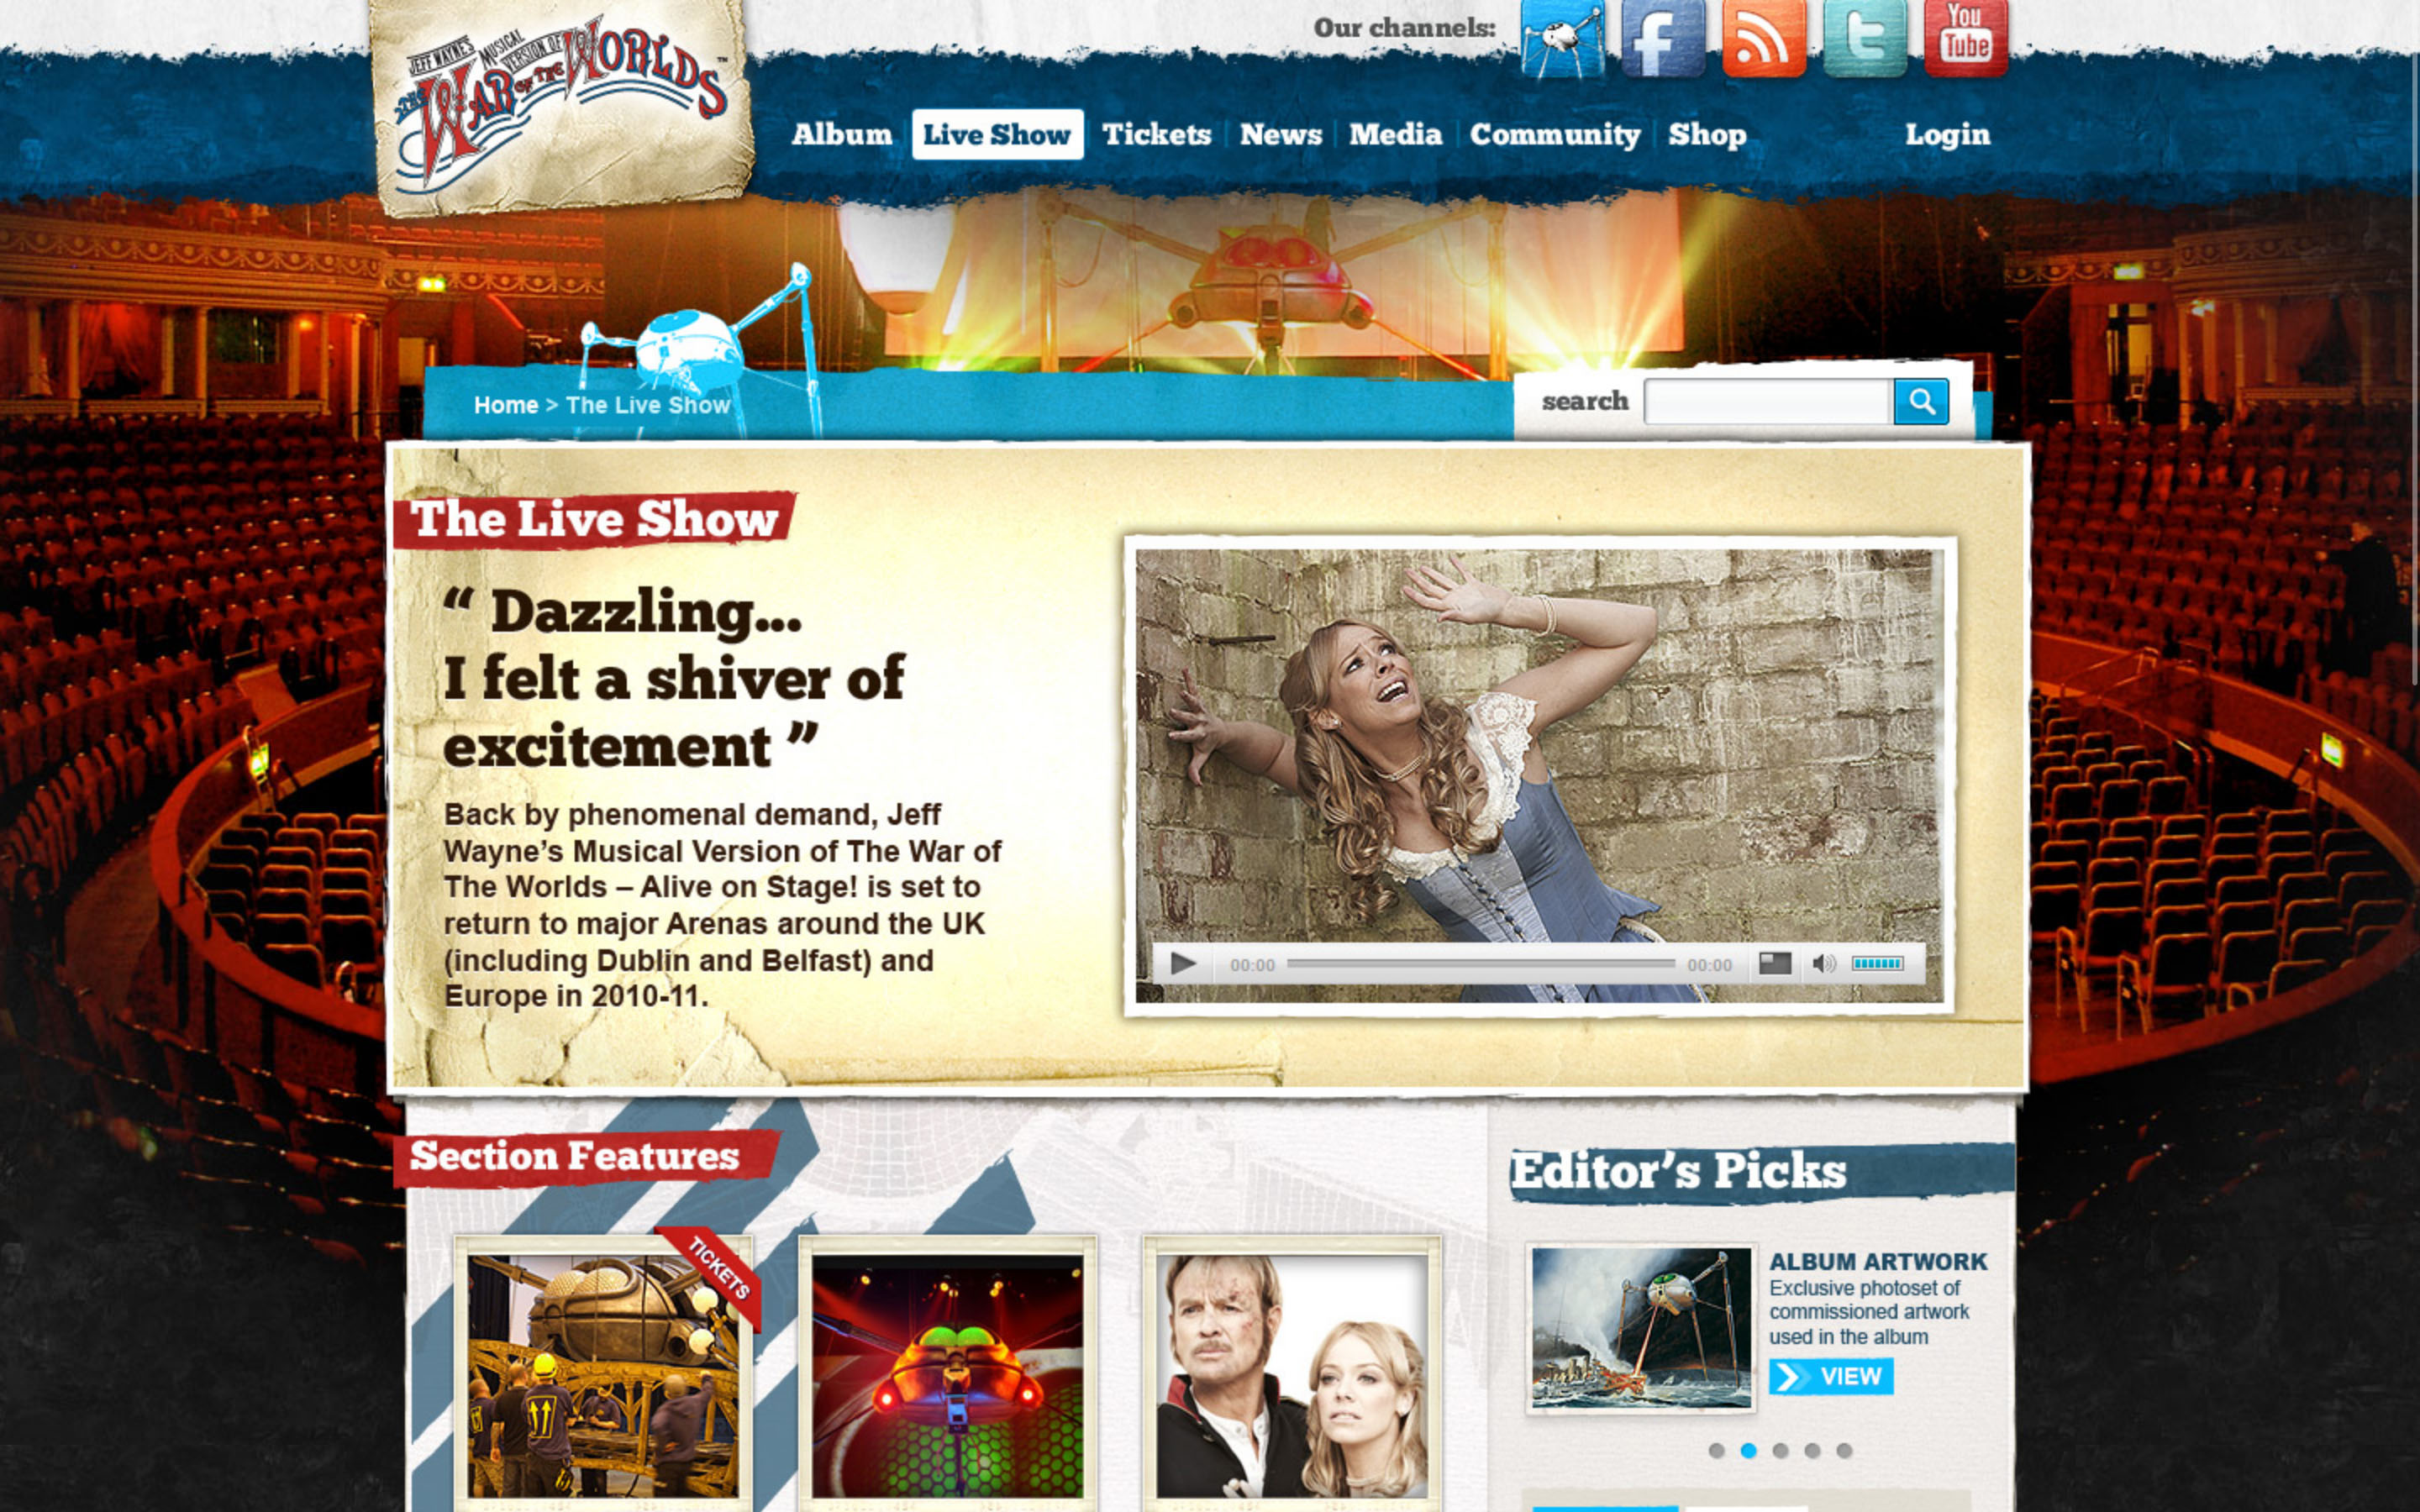 Our channels:
You
Tube
JEFF WAYNE'S
MUSICAL
VERSION OF
THE WAR OF THE WORLDS™
Album
Live Show
Tickets
News
Media
Community
Shop
Login
Home > The Live Show
search
The Live Show
“ Dazzling...
I felt a shiver of
excitement ”
Back by phenomenal demand, Jeff
Wayne’s Musical Version of The War of
The Worlds – Alive on Stage! is set to
return to major Arenas around the UK
(including Dublin and Belfast) and
Europe in 2010-11.
00:00
00:00
Section Features
TICKETS
Editor’s Picks
ALBUM ARTWORK
Exclusive photoset of
commissioned artwork
used in the album
VIEW